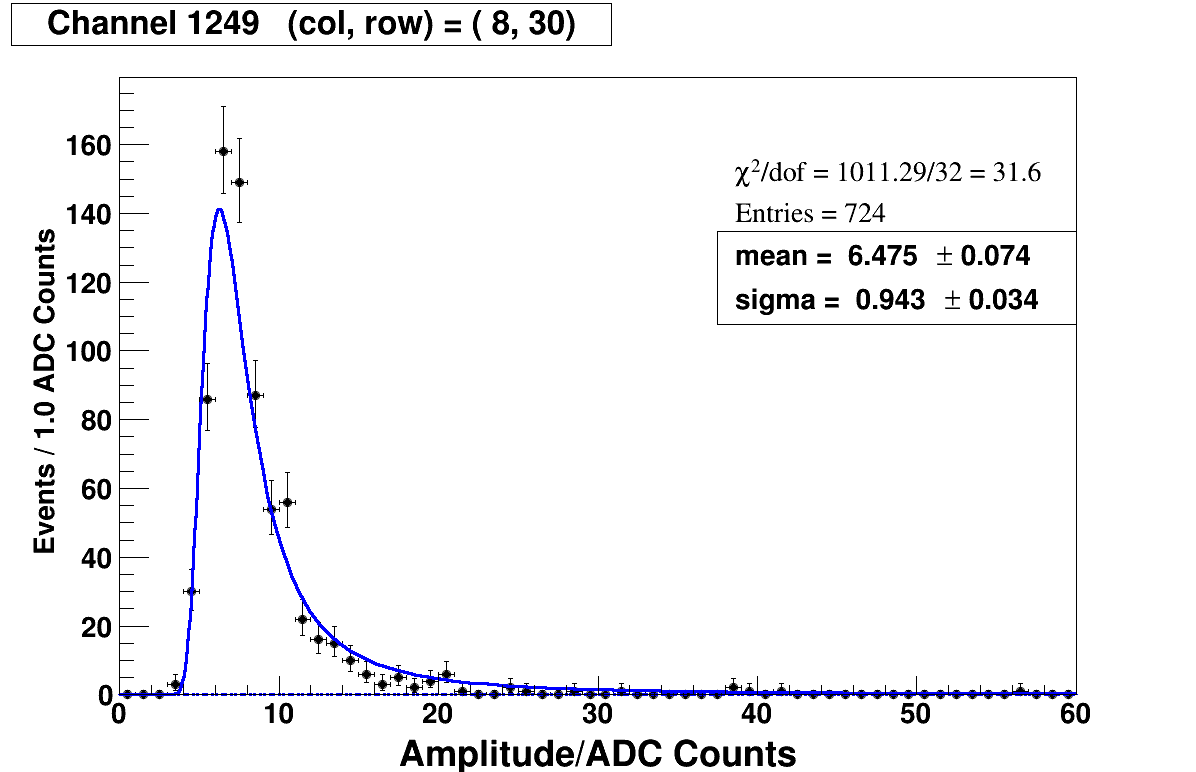 Channel 1249 (col, row) = ( 8, 30)
χ²/dof = 1011.29/32 = 31.6
Entries = 724
mean = 6.475 ± 0.074
sigma = 0.943 ± 0.034
Events / 1.0 ADC Counts
160
140
120
100
80
60
40
20
0
0 10 20 30 40 50 60
Amplitude/ADC Counts